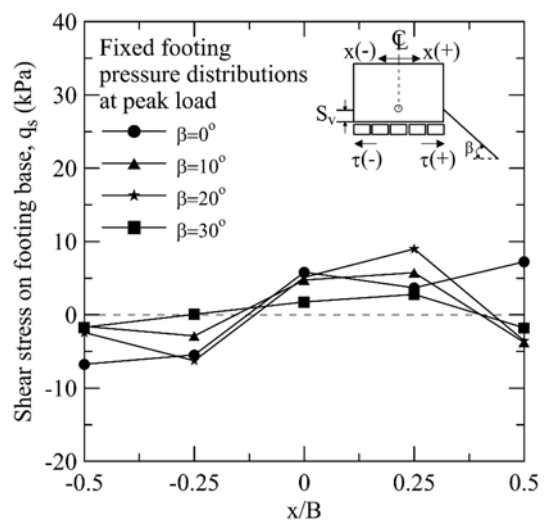 40
30
20
10
0
-10
-20
Shear stress on footing base, qₛ (kPa)
Fixed footing
pressure distributions
at peak load
β=0°
β=10°
β=20°
β=30°
℄
x(-) x(+)
Sᵥ
τ(-) τ(+)
β
-0.5 -0.25 0 0.25 0.5
x/B